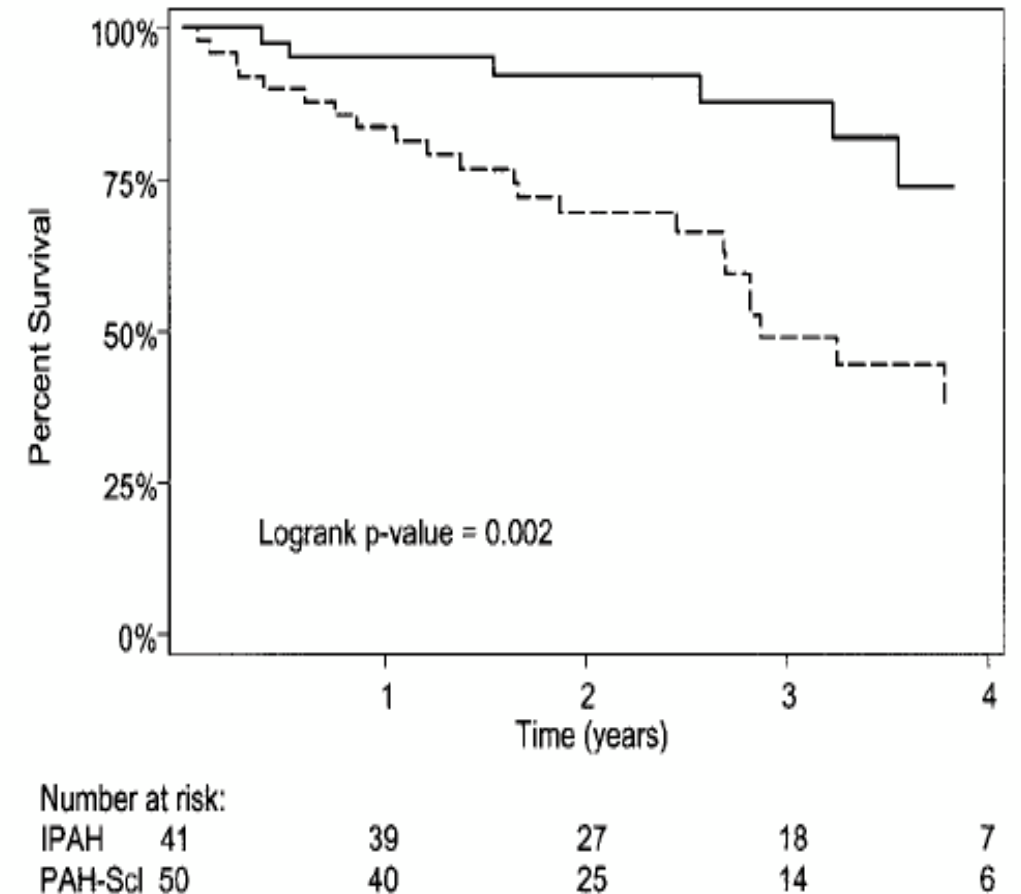 100%
75%
50%
25%
0%
Percent Survival
Logrank p-value = 0.002
1 2 3 4
Time (years)
Number at risk:
IPAH 41 39 27 18 7
PAH-Scl 50 40 25 14 6